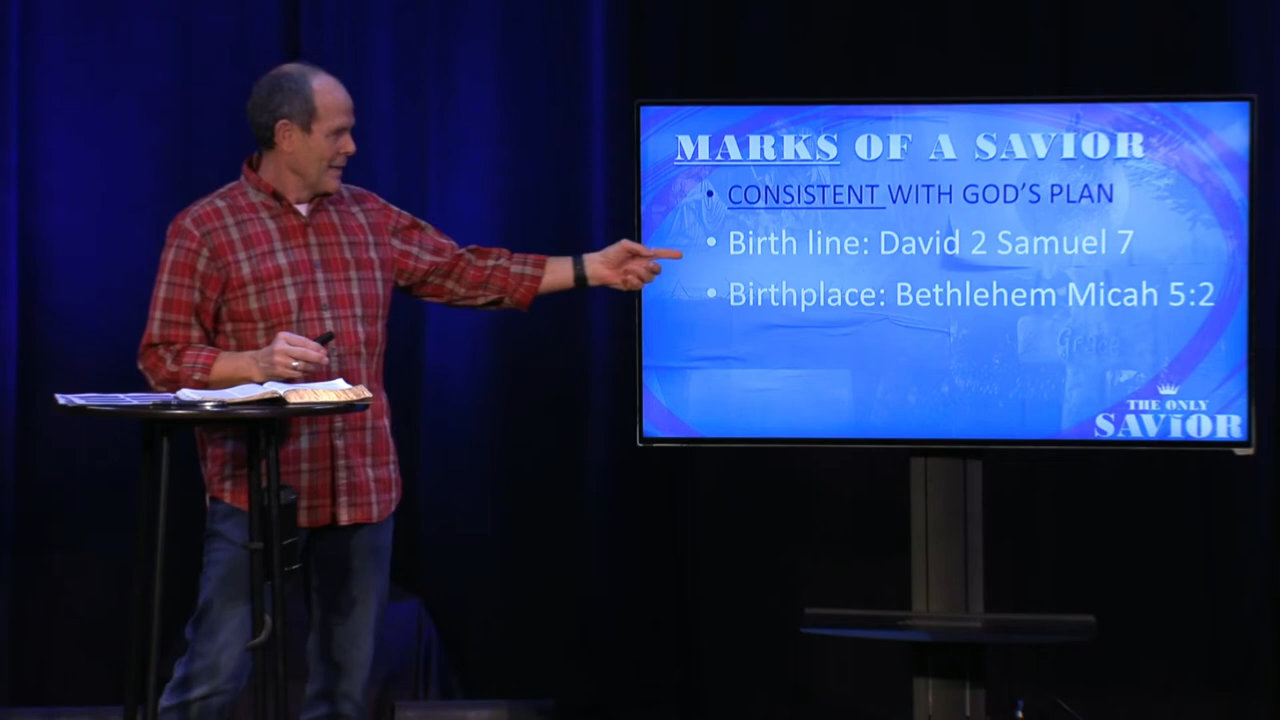 MARKS OF A SAVIOR
• CONSISTENT WITH GOD'S PLAN
• Birth line: David 2 Samuel 7
• Birthplace: Bethlehem Micah 5:2
Grace
THE ONLY
SAVIOR